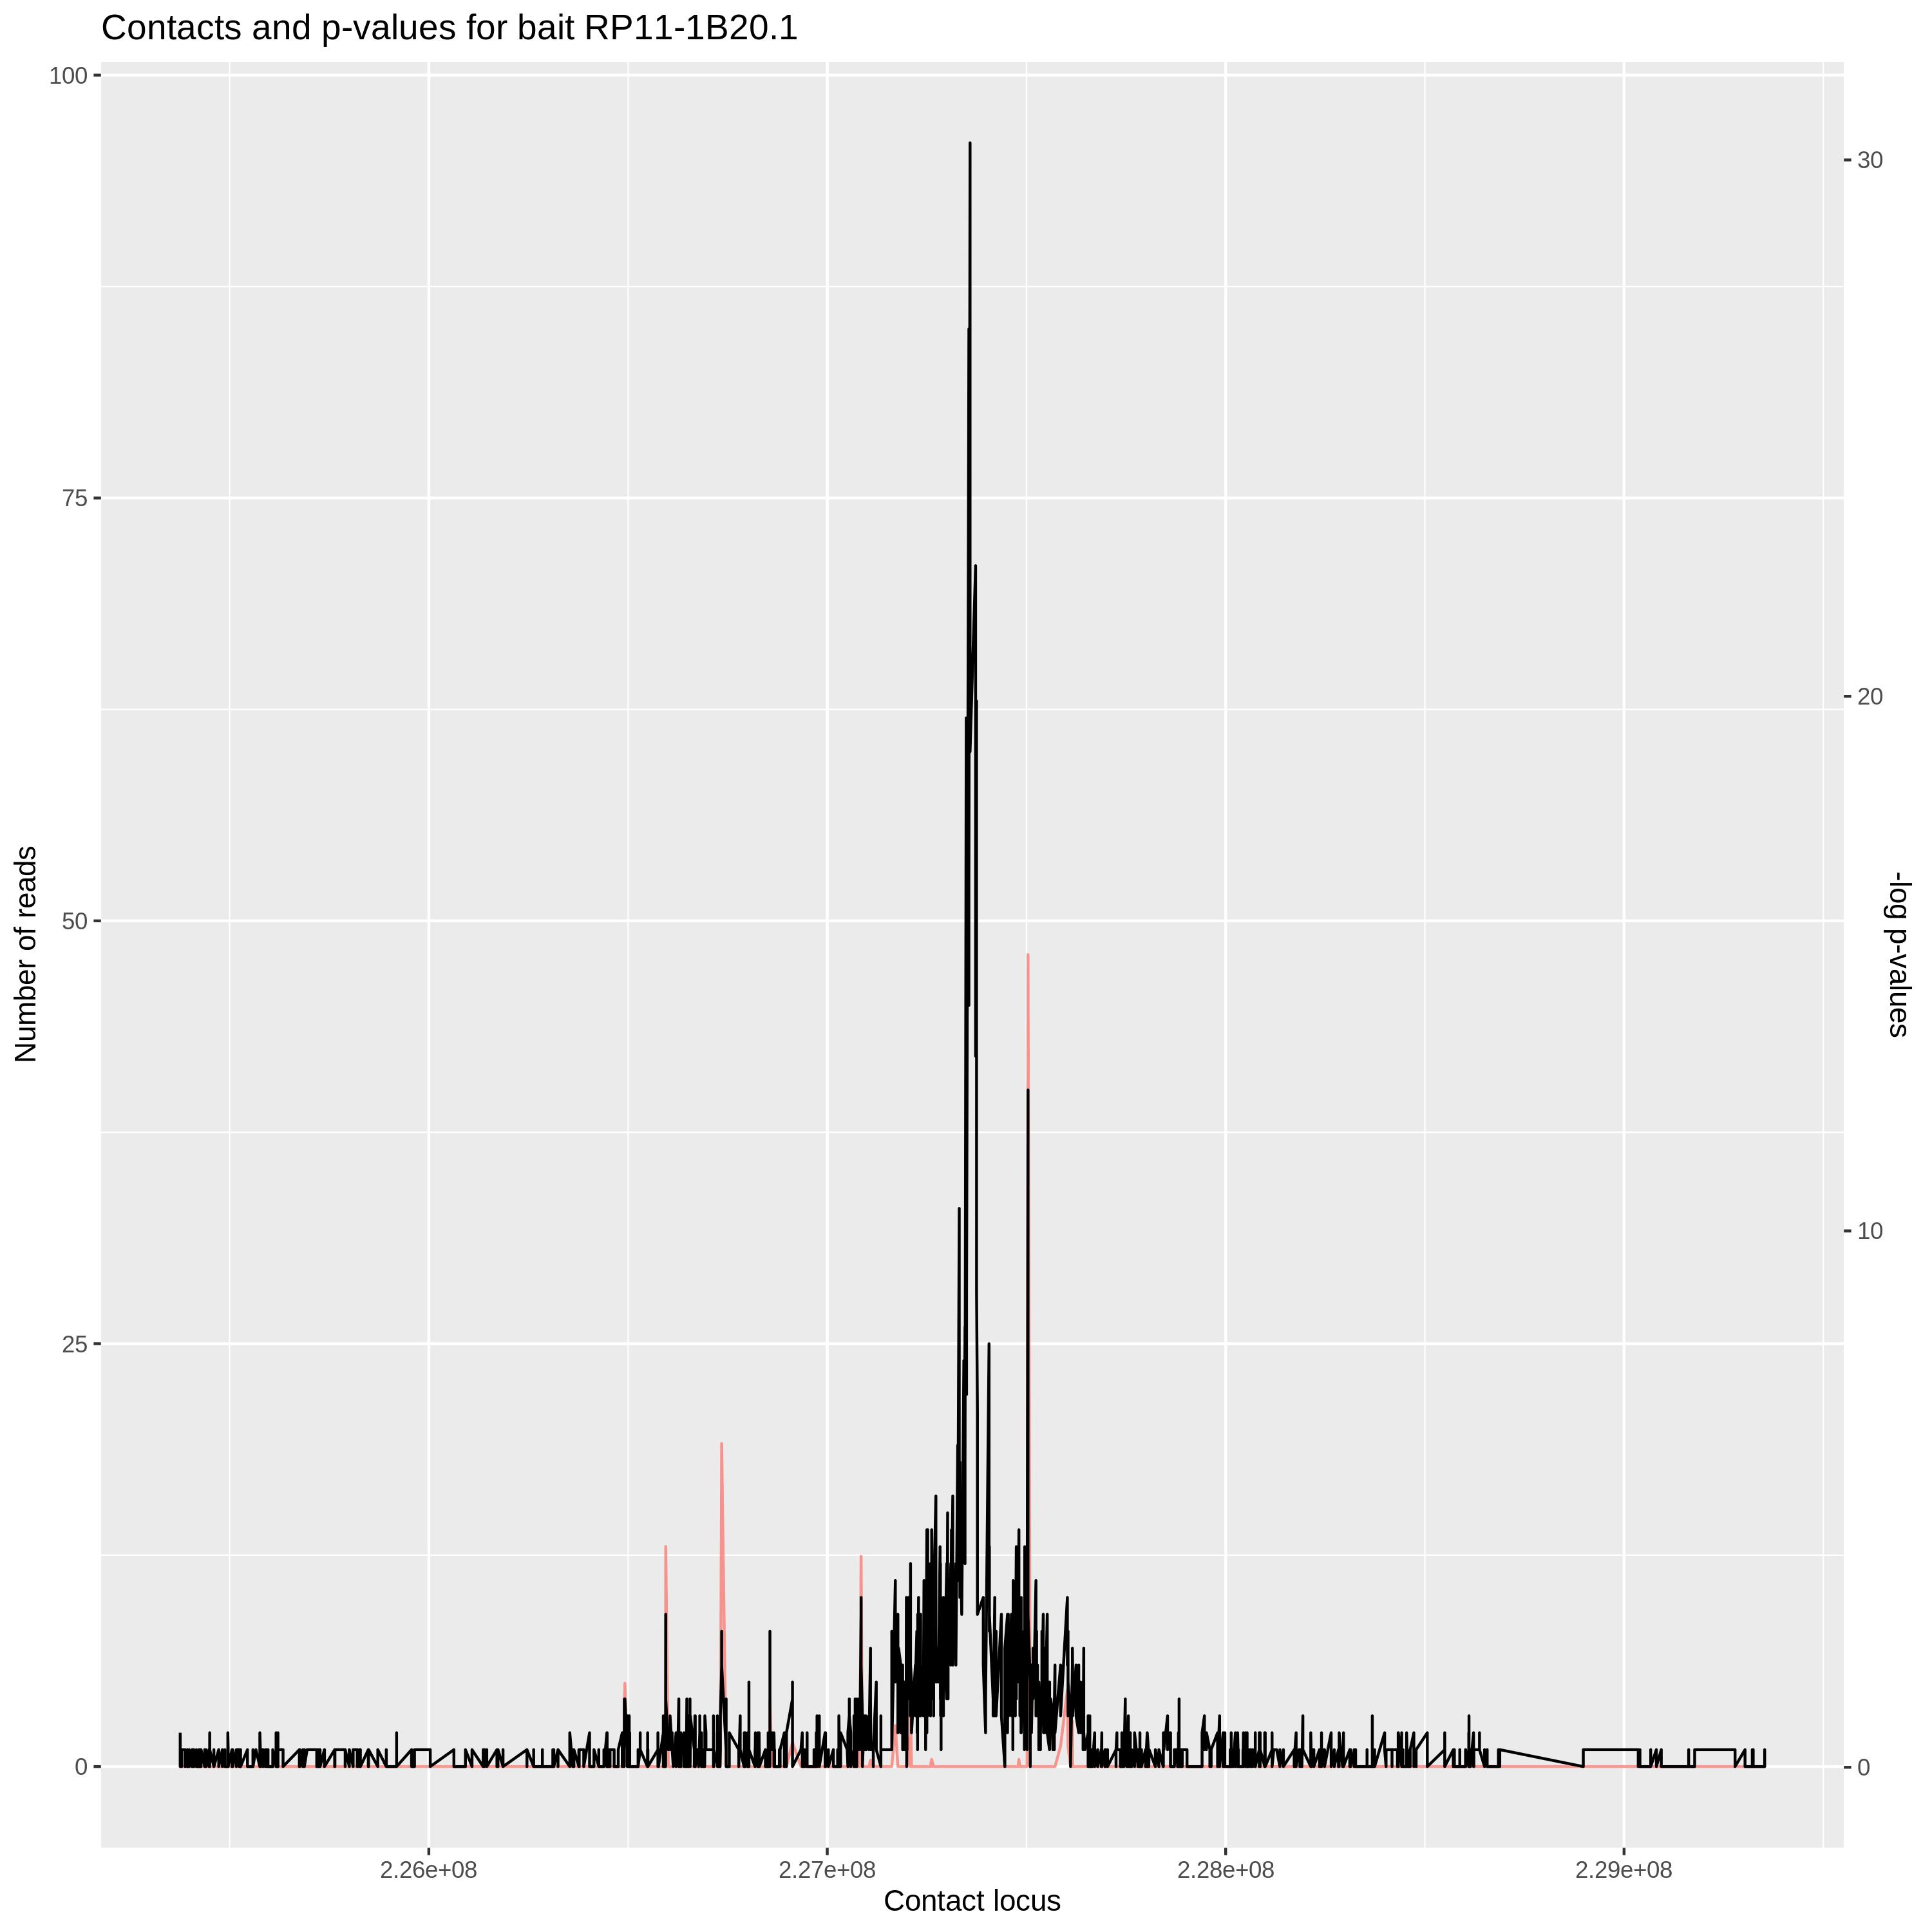 Contacts and p-values for bait RP11-1B20.1
100
75
50
25
0
30
20
10
0
Number of reads
-log p-values
2.26e+08
2.27e+08
2.28e+08
2.29e+08
Contact locus